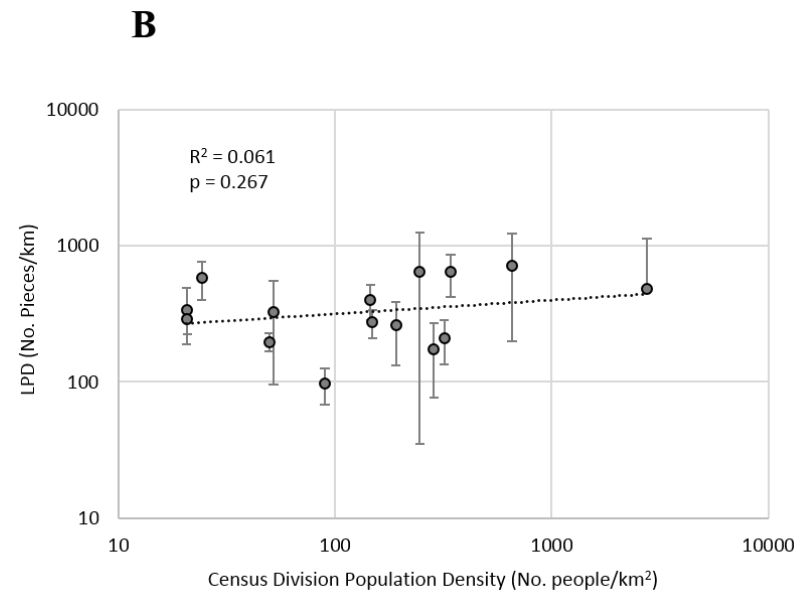 B
10000
R² = 0.061
p = 0.267
1000
LPD (No. Pieces/km)
100
10
10 100 1000 10000
Census Division Population Density (No. people/km²)